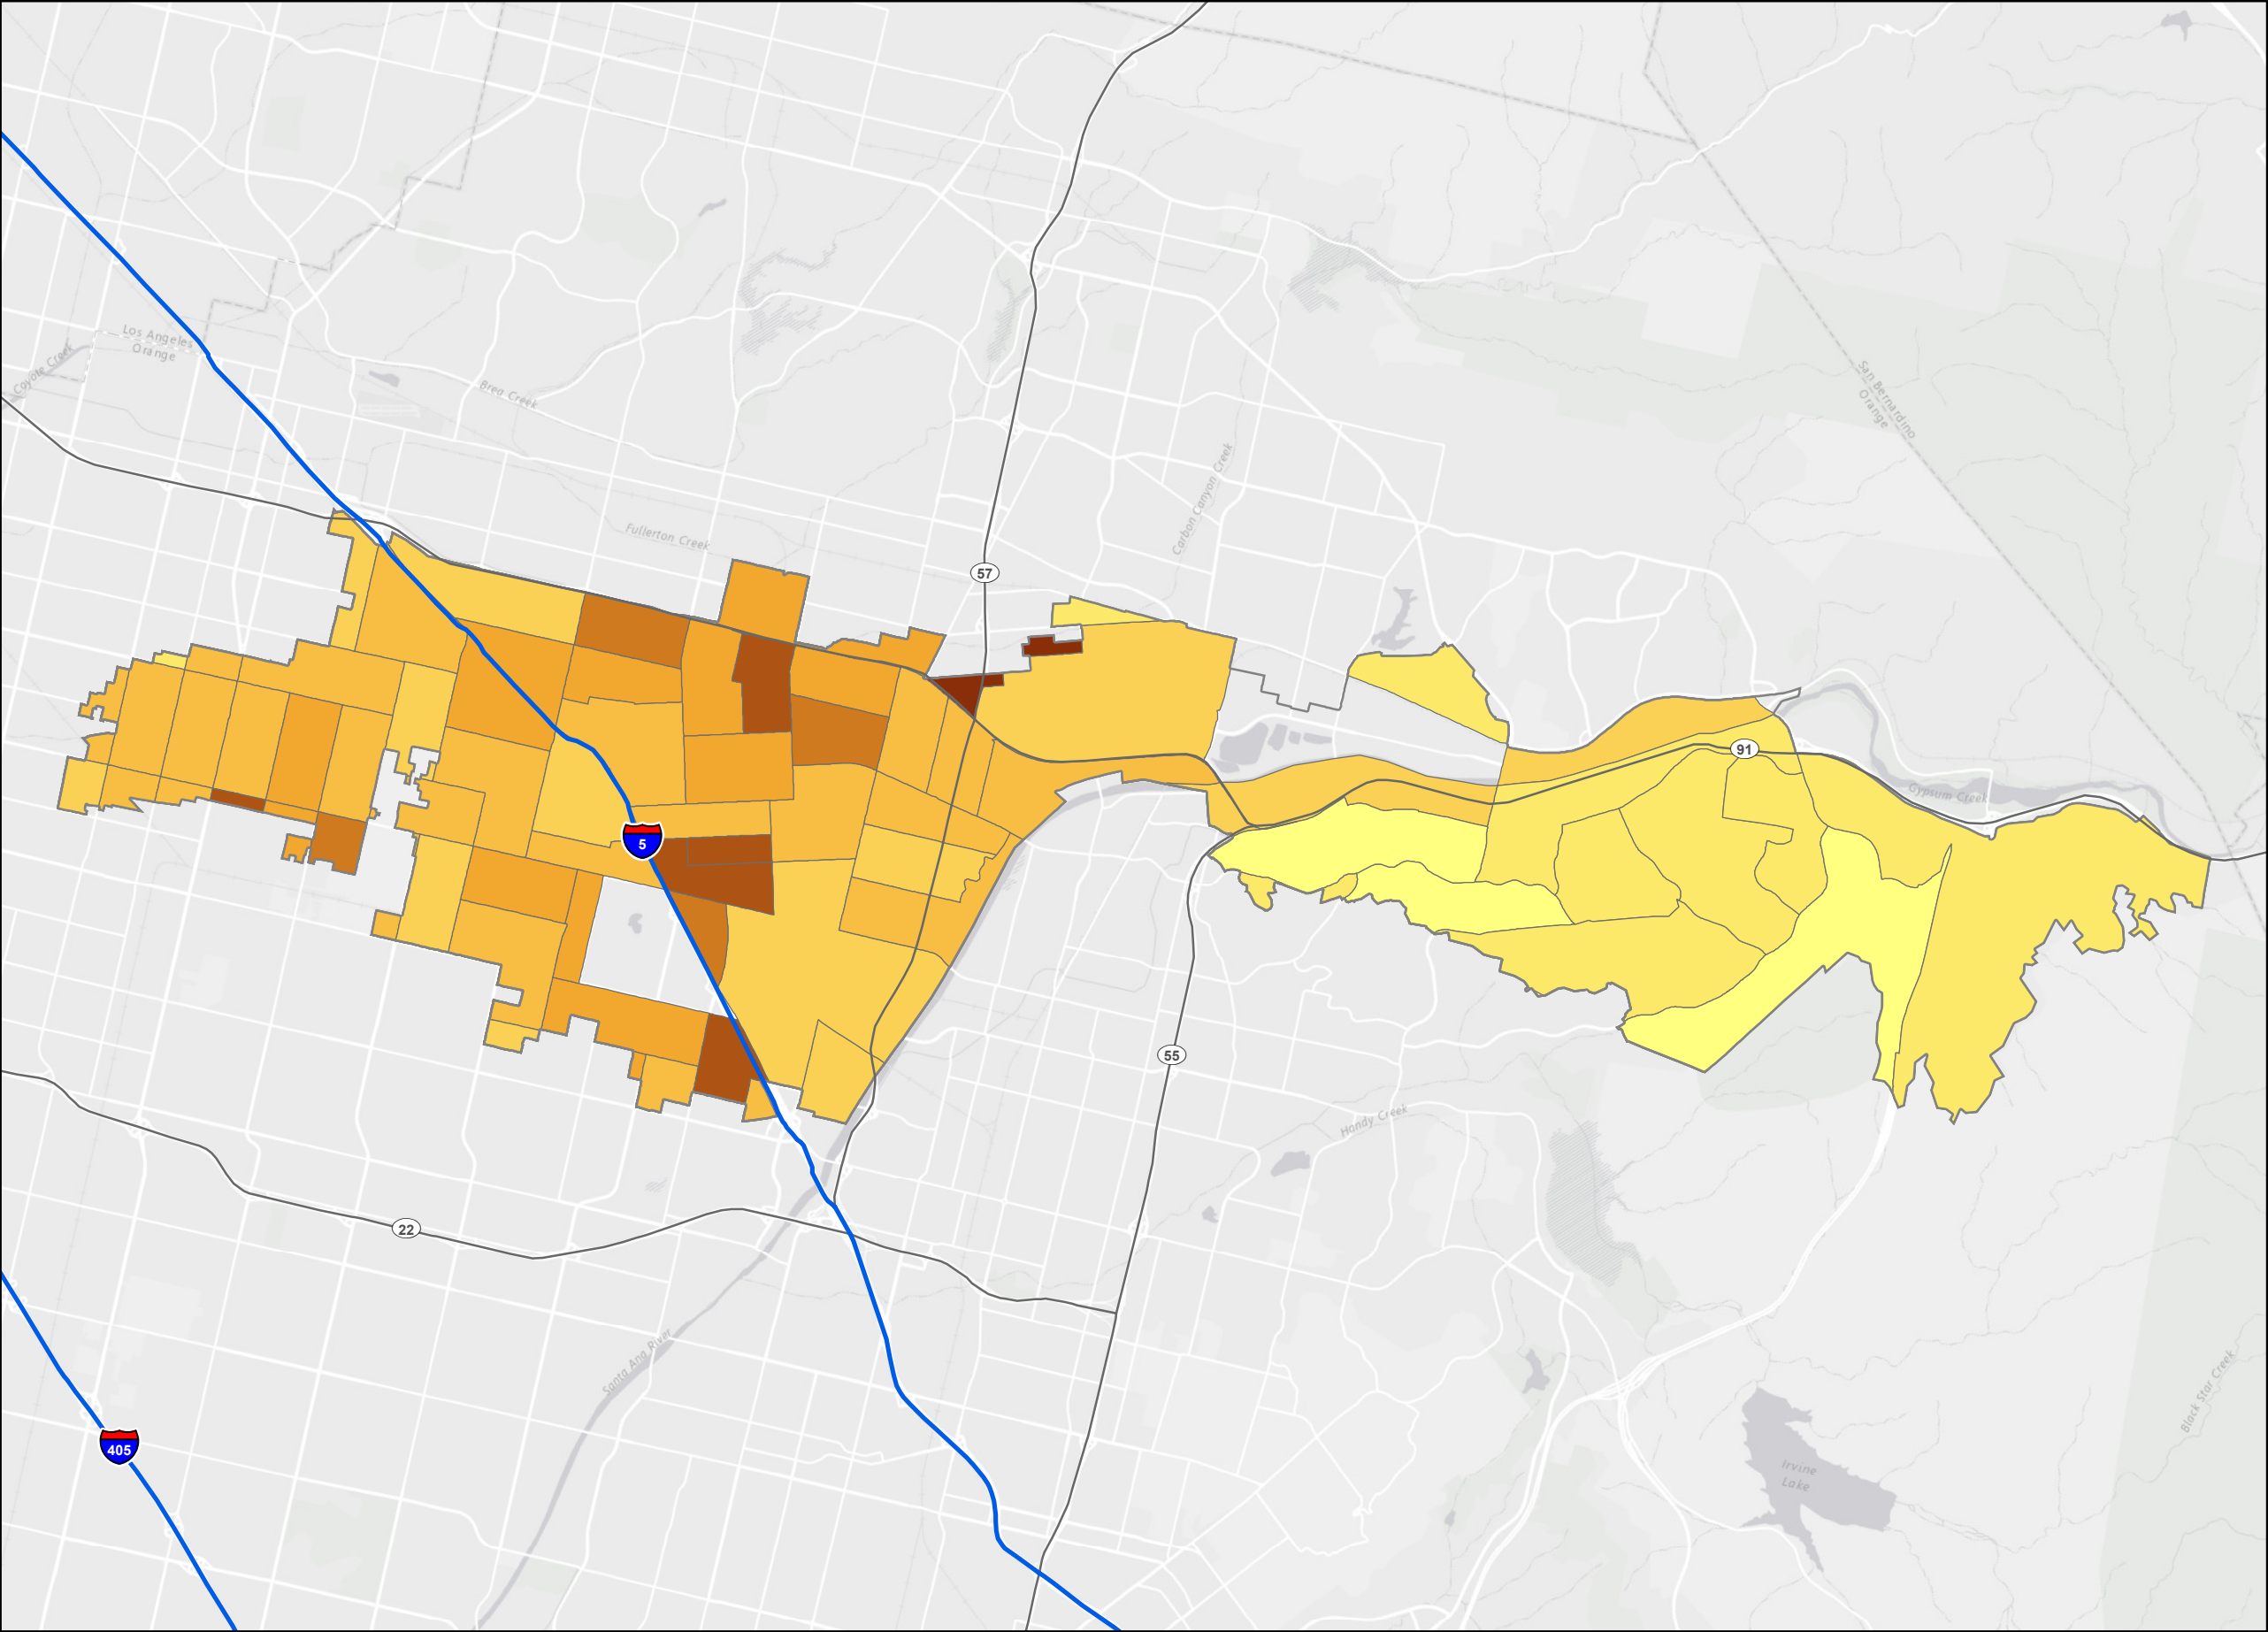 Los Angeles
Orange
Coyote Creek
Brea Creek
San Bernardino
Orange
Carbon Canyon Creek
Fullerton Creek
57
91
Gypsum Creek
5
55
Handy Creek
22
Santa Ana River
Black Star Creek
405
Irvine
Lake